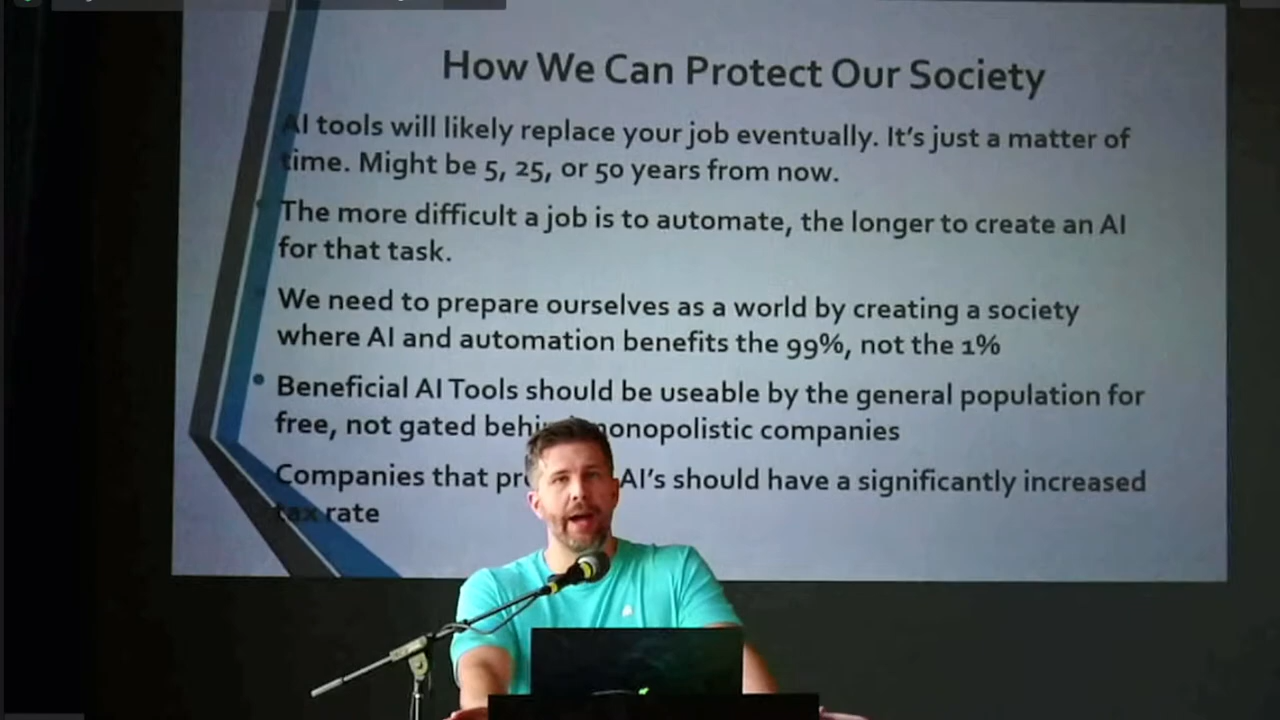 How We Can Protect Our Society
AI tools will likely replace your job eventually. It's just a matter of
time. Might be 5, 25, or 50 years from now.
The more difficult a job is to automate, the longer to create an AI
for that task.
We need to prepare ourselves as a world by creating a society
where AI and automation benefits the 99%, not the 1%
Beneficial AI Tools should be useable by the general population for
free, not gated monopolistic companies
Companies that AI's should have a significantly increased
tax rate